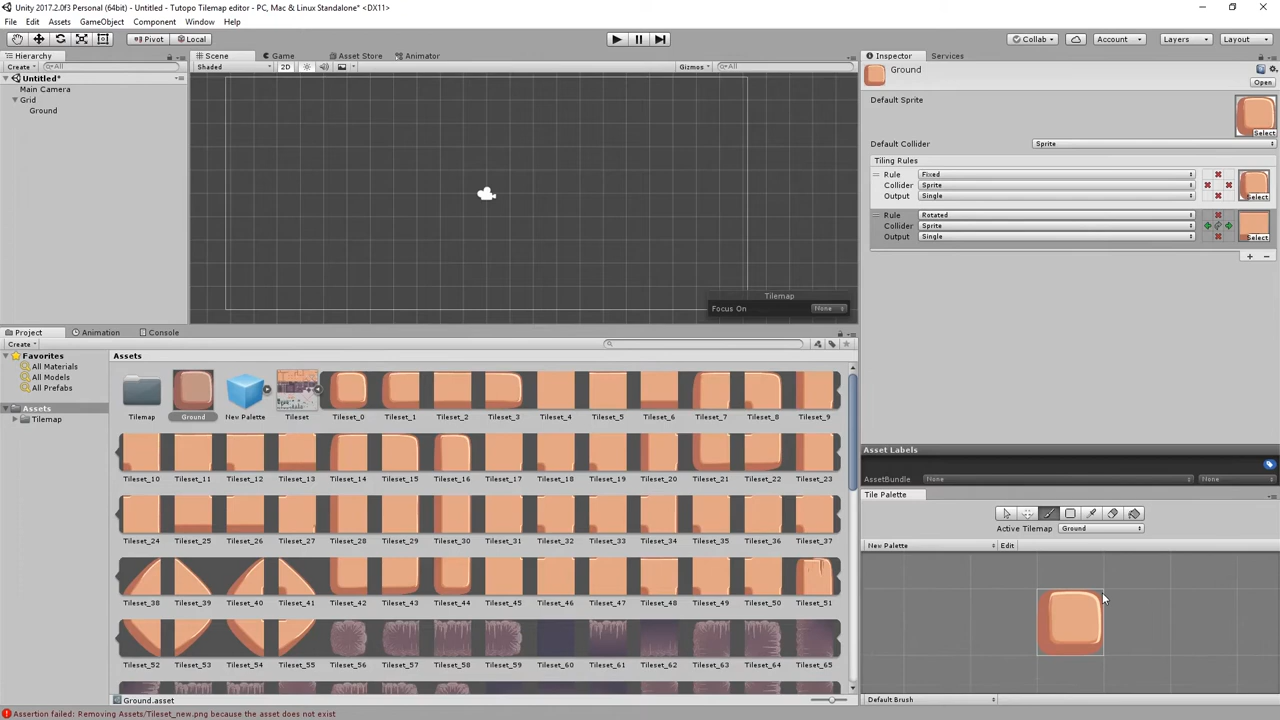 Unity 2017.2.0f3 Personal (64bit) - Untitled - Tutopo Tilemap editor - PC, Mac & Linux Standalone* <DX11>
File Edit Assets GameObject Component Window Help
Pivot Local Collab Account Layers Layout
Hierarchy
Create All
Untitled*
Main Camera
Grid
Ground
Scene Game Asset Store Animator
Shaded 2D Gizmos All
Tilemap
Focus On None
Inspector Services
Ground
Open
Default Sprite
Select
Default Collider Sprite
Tiling Rules
Rule Fixed
Collider Sprite
Output Single
Select
Rule Rotated
Collider Sprite
Output Single
Select
Asset Labels
AssetBundle None None
Project Animation Console
Create
Favorites
All Materials
All Models
All Prefabs
Assets
Tilemap
Assets
Tilemap Ground New Palette Tileset Tileset_0 Tileset_1 Tileset_2 Tileset_3 Tileset_4 Tileset_5 Tileset_6 Tileset_7 Tileset_8 Tileset_9
Tileset_10 Tileset_11 Tileset_12 Tileset_13 Tileset_14 Tileset_15 Tileset_16 Tileset_17 Tileset_18 Tileset_19 Tileset_20 Tileset_21 Tileset_22 Tileset_23
Tileset_24 Tileset_25 Tileset_26 Tileset_27 Tileset_28 Tileset_29 Tileset_30 Tileset_31 Tileset_32 Tileset_33 Tileset_34 Tileset_35 Tileset_36 Tileset_37
Tileset_38 Tileset_39 Tileset_40 Tileset_41 Tileset_42 Tileset_43 Tileset_44 Tileset_45 Tileset_46 Tileset_47 Tileset_48 Tileset_49 Tileset_50 Tileset_51
Tileset_52 Tileset_53 Tileset_54 Tileset_55 Tileset_56 Tileset_57 Tileset_58 Tileset_59 Tileset_60 Tileset_61 Tileset_62 Tileset_63 Tileset_64 Tileset_65
Ground.asset
Tile Palette
Active Tilemap Ground
New Palette Edit
Default Brush
Assertion failed: Removing Assets/Tileset_new.png because the asset does not exist